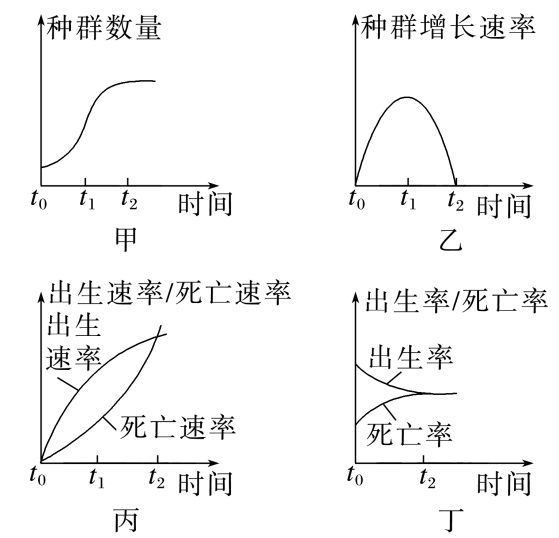 种群数量
t0 t1 t2 时间
甲
种群增长速率
t0 t1 t2 时间
乙
出生速率/死亡速率
出生
速率
死亡速率
t0 t1 t2 时间
丙
出生率/死亡率
出生率
死亡率
t0 t2 时间
丁